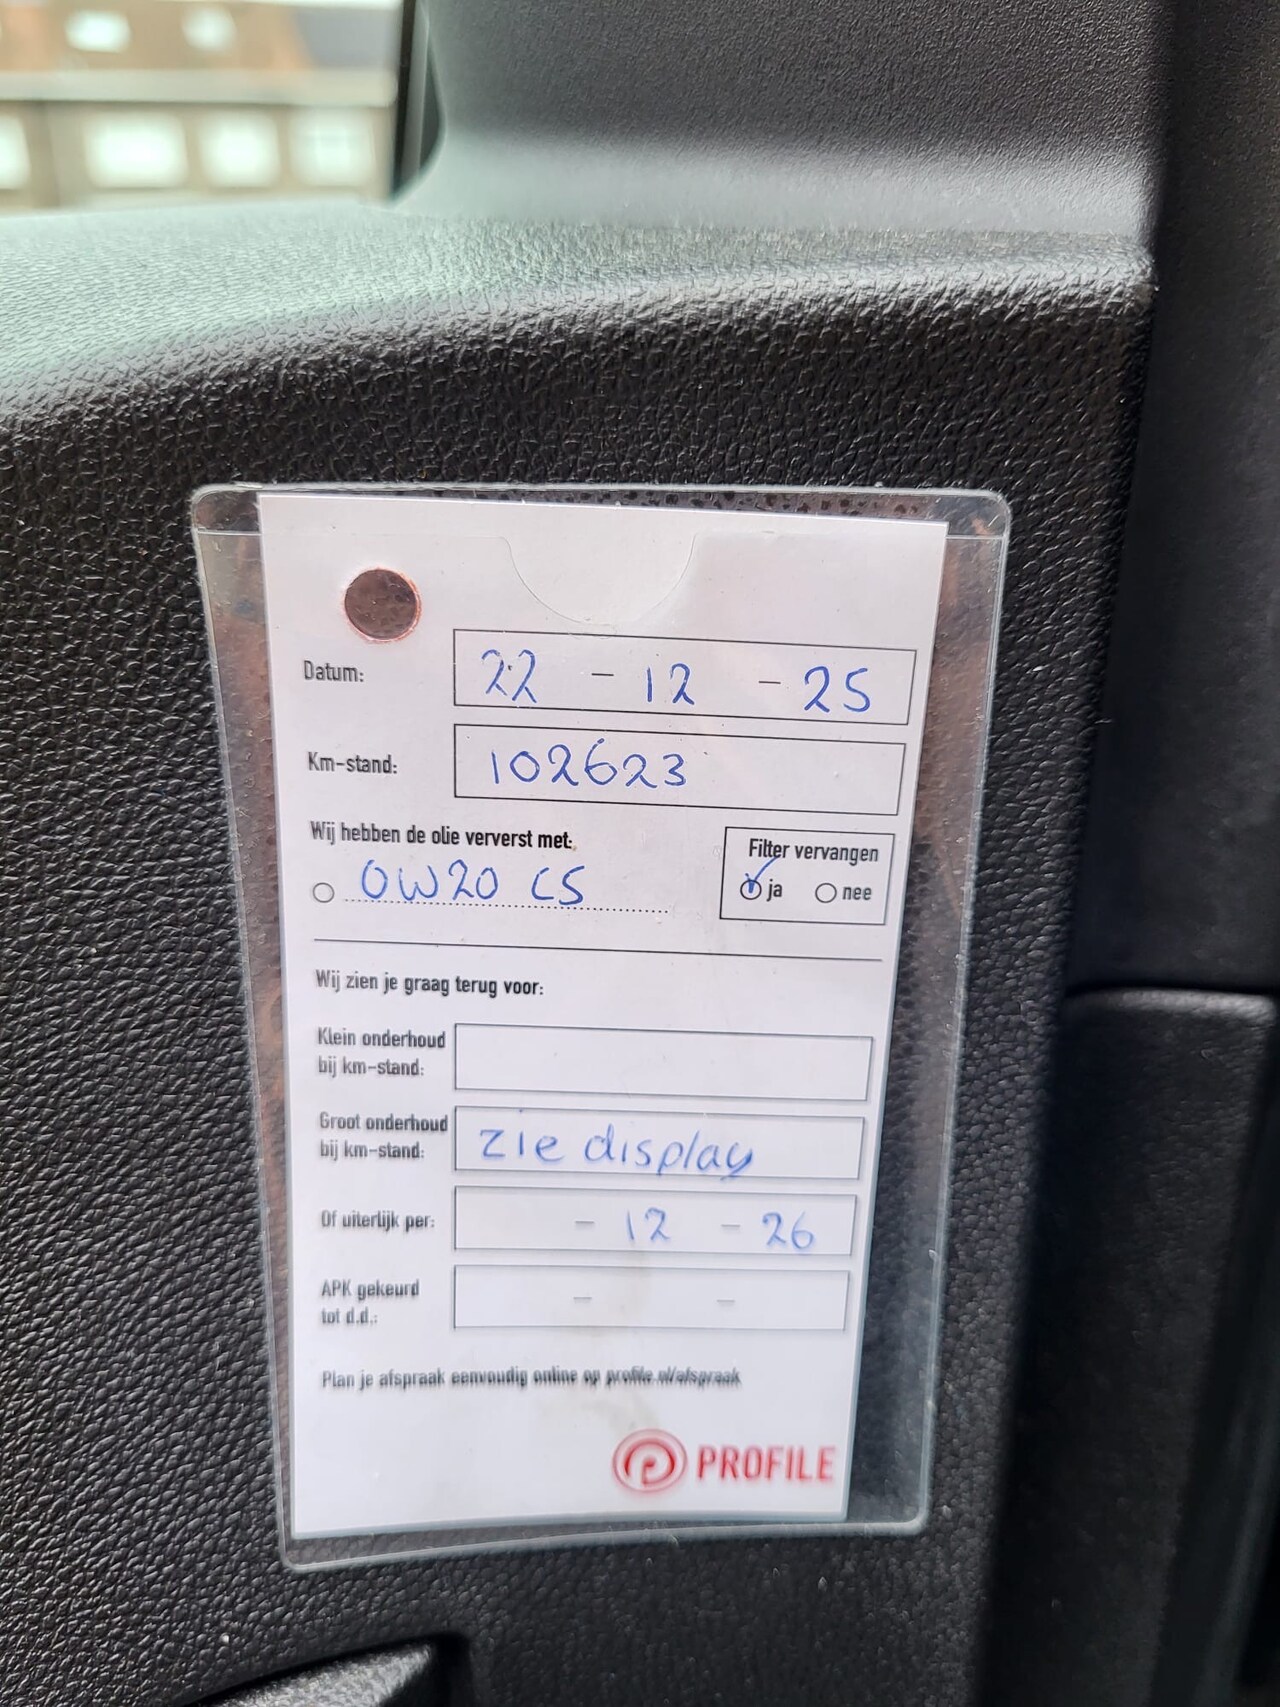 Datum: 22 - 12 - 25
Km-stand: 102623
Wij hebben de olie ververst met:
0W20 C5
Filter vervangen
ja nee
Wij zien je graag terug voor:
Klein onderhoud
bij km-stand:
Groot onderhoud
bij km-stand: zie display
Of uiterlijk per: - 12 - 26
APK gekeurd
tot d.d.: - -
Plan je afspraak eenvoudig online op profile.nl/afspraak
PROFILE